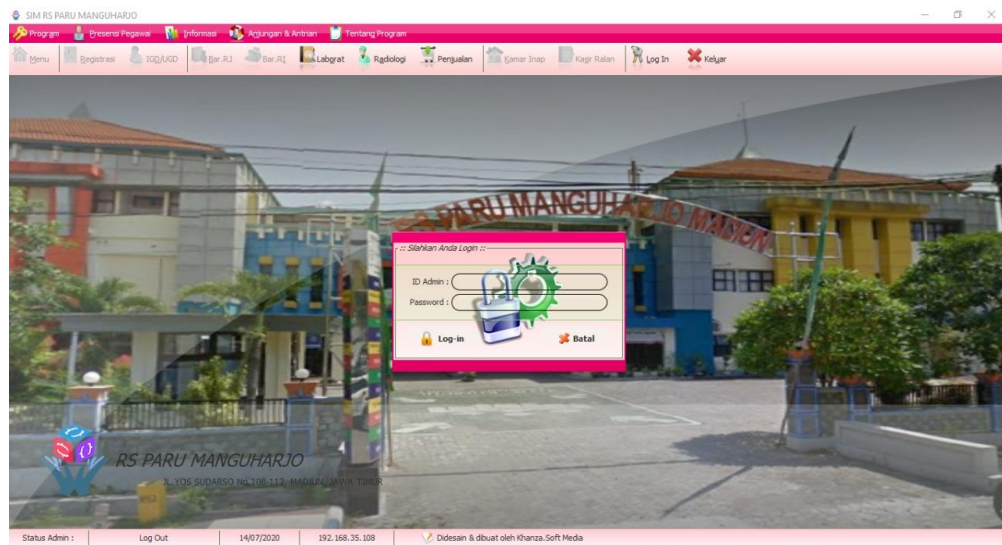 SIM RS PARU MANGUHARJO
Program Presensi Pegawai Informasi Anjungan & Antrian Tentang Program
Menu Registrasi IGD/UGD Bar.RJ Bar.RI Laborat Radiologi Penjualan Kamar Inap Kasir Ralan Log In Keluar
RS PARU MANGUHARJO MADIUN
:: Silahkan Anda Login ::
ID Admin :
Password :
Log-in Batal
RS PARU MANGUHARJO
JL.YOS SUDARSO No.108-112, MADIUN, JAWA TIMUR
Status Admin : Log Out 14/07/2020 192.168.35.108 Didesain & dibuat oleh Khanza.Soft Media